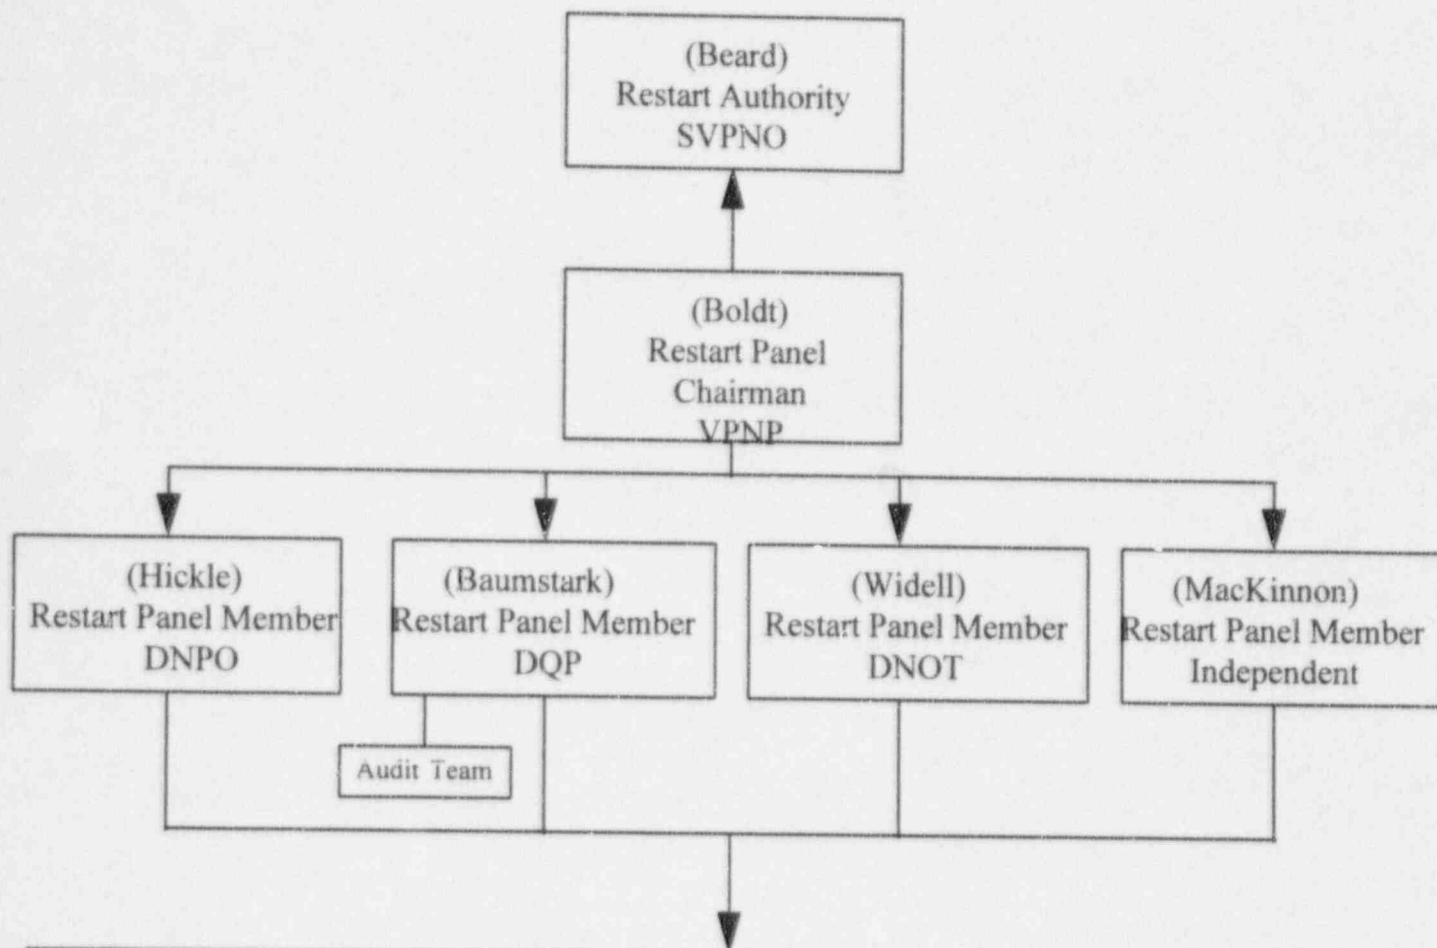 (Beard)
Restart Authority
SVPNO
(Boldt)
Restart Panel
Chairman
VPNP
(Hickle)
Restart Panel Member
DNPO
(Baumstark)
Restart Panel Member
DQP
(Widell)
Restart Panel Member
DNOT
(MacKinnon)
Restart Panel Member
Independent
Audit Team